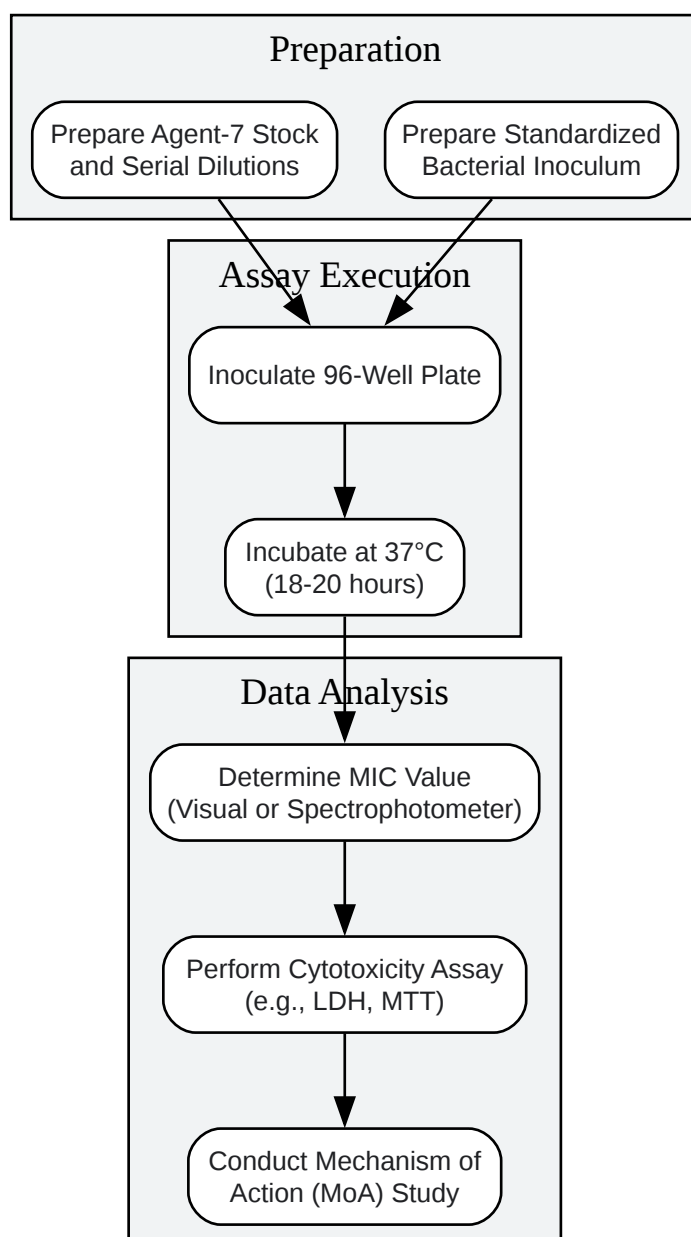 Preparation
Prepare Agent-7 Stock
and Serial Dilutions
Prepare Standardized
Bacterial Inoculum
Assay Execution
Inoculate 96-Well Plate
Incubate at 37°C
(18-20 hours)
Data Analysis
Determine MIC Value
(Visual or Spectrophotometer)
Perform Cytotoxicity Assay
(e.g., LDH, MTT)
Conduct Mechanism of
Action (MoA) Study